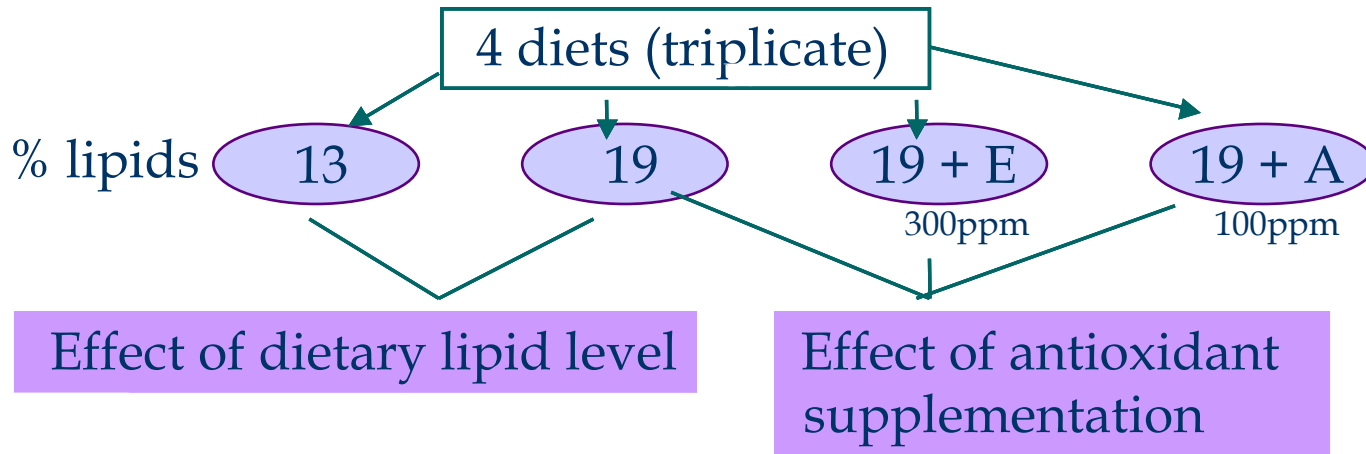 4 diets (triplicate)
% lipids 13 19 19 + E 19 + A
300ppm 100ppm
Effect of dietary lipid level
Effect of antioxidant
supplementation